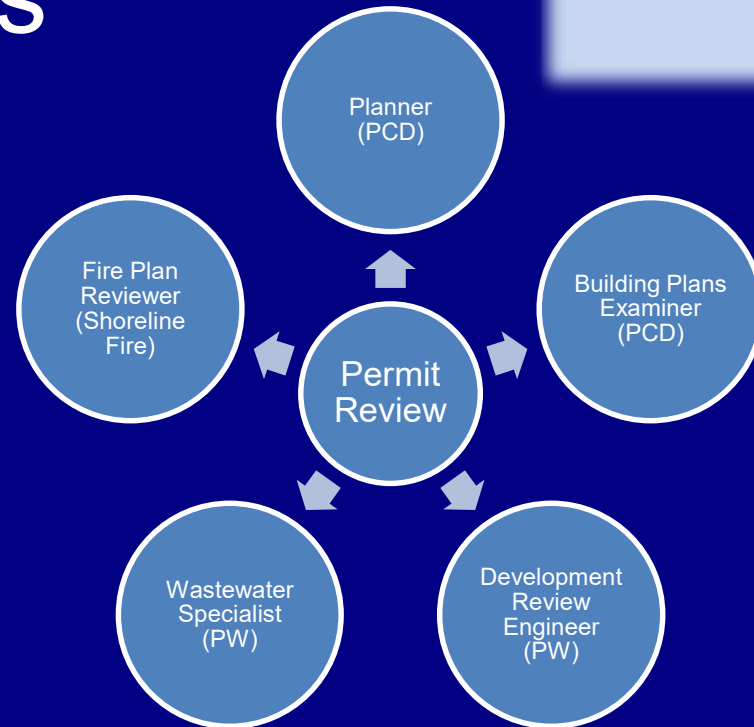 s
Planner
(PCD)
Fire Plan
Reviewer
(Shoreline
Fire)
Building Plans
Examiner
(PCD)
Permit
Review
Wastewater
Specialist
(PW)
Development
Review
Engineer
(PW)